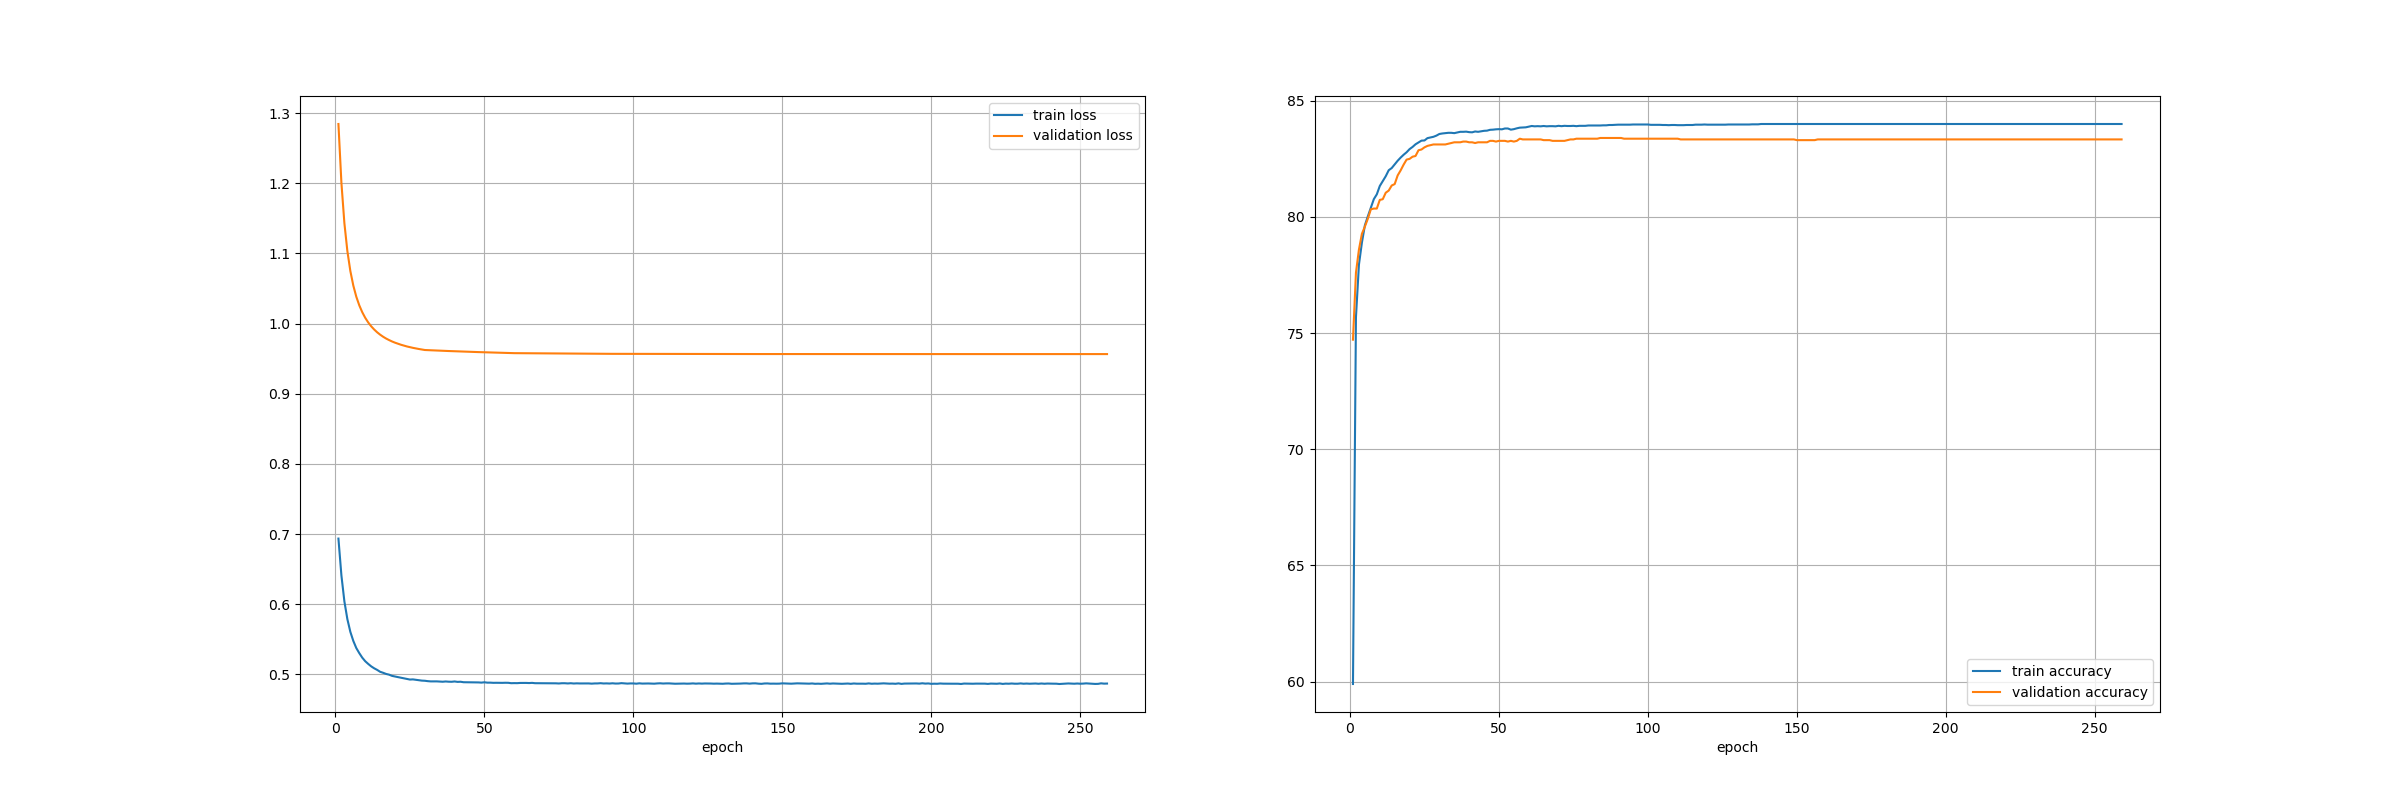 train loss
validation loss
1.3
1.2
1.1
1.0
0.9
0.8
0.7
0.6
0.5
0 50 100 150 200 250
epoch
85
80
75
70
65
60
train accuracy
validation accuracy
0 50 100 150 200 250
epoch